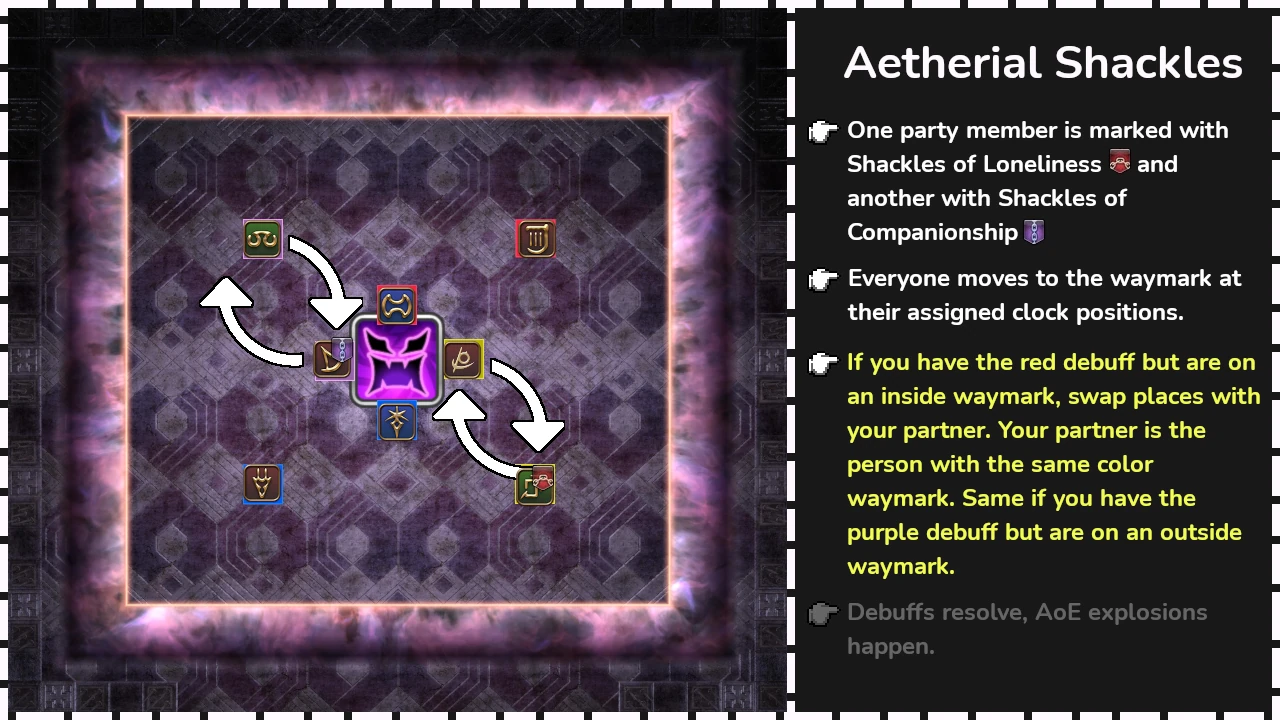 Aetherial Shackles
One party member is marked with
Shackles of Loneliness and
another with Shackles of
Companionship
Everyone moves to the waymark at
their assigned clock positions.
If you have the red debuff but are on
an inside waymark, swap places with
your partner. Your partner is the
person with the same color
waymark. Same if you have the
purple debuff but are on an outside
waymark.
Debuffs resolve, AoE explosions
happen.